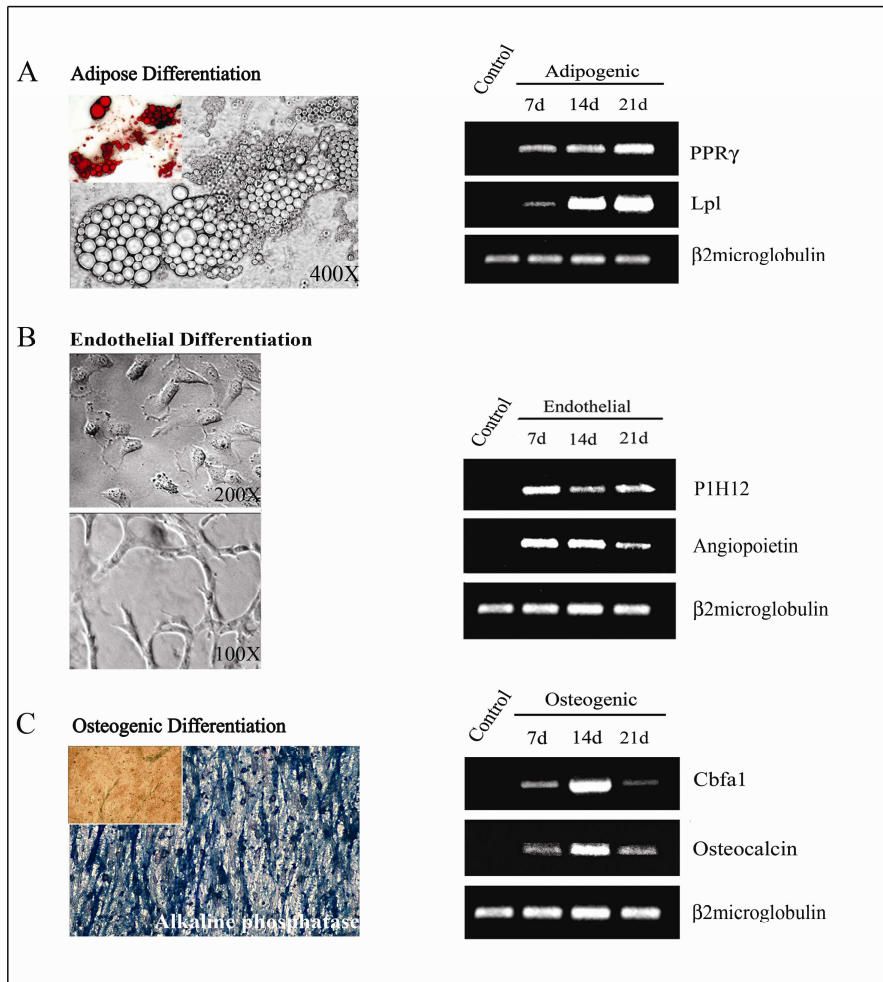 A
Adipose Differentiation
400X
Control
Adipogenic
7d 14d 21d
PPRγ
Lpl
β2microglobulin
B
Endothelial Differentiation
200X
100X
Control
Endothelial
7d 14d 21d
P1H12
Angiopoietin
β2microglobulin
C
Osteogenic Differentiation
Alkaline phosphatase
Control
Osteogenic
7d 14d 21d
Cbfa1
Osteocalcin
β2microglobulin